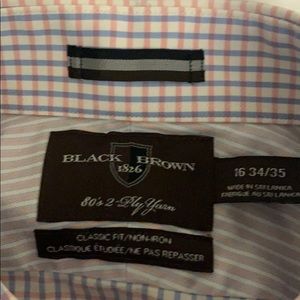 BLACK BROWN
1826
80's 2-Ply Yarn
16 34/35
MADE IN SRI LANKA
FABRIQUÉ AU SRI LANKA
CLASSIC FIT/NON-IRON
CLASSIQUE ÉTUDIÉE/NE PAS REPASSER